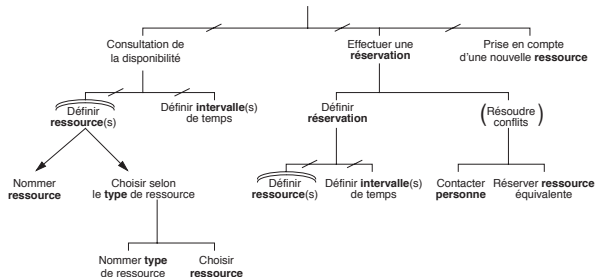 Consultation de
la disponibilité
Effectuer une
réservation
Prise en compte
d'une nouvelle ressource
Définir
ressource(s)
Définir intervalle(s)
de temps
Définir
réservation
(Résoudre
conflits)
Nommer
ressource
Choisir selon
le type de ressource
Définir
ressource(s)
Définir intervalle(s)
de temps
Contacter
personne
Réserver ressource
équivalente
Nommer type
de ressource
Choisir
ressource